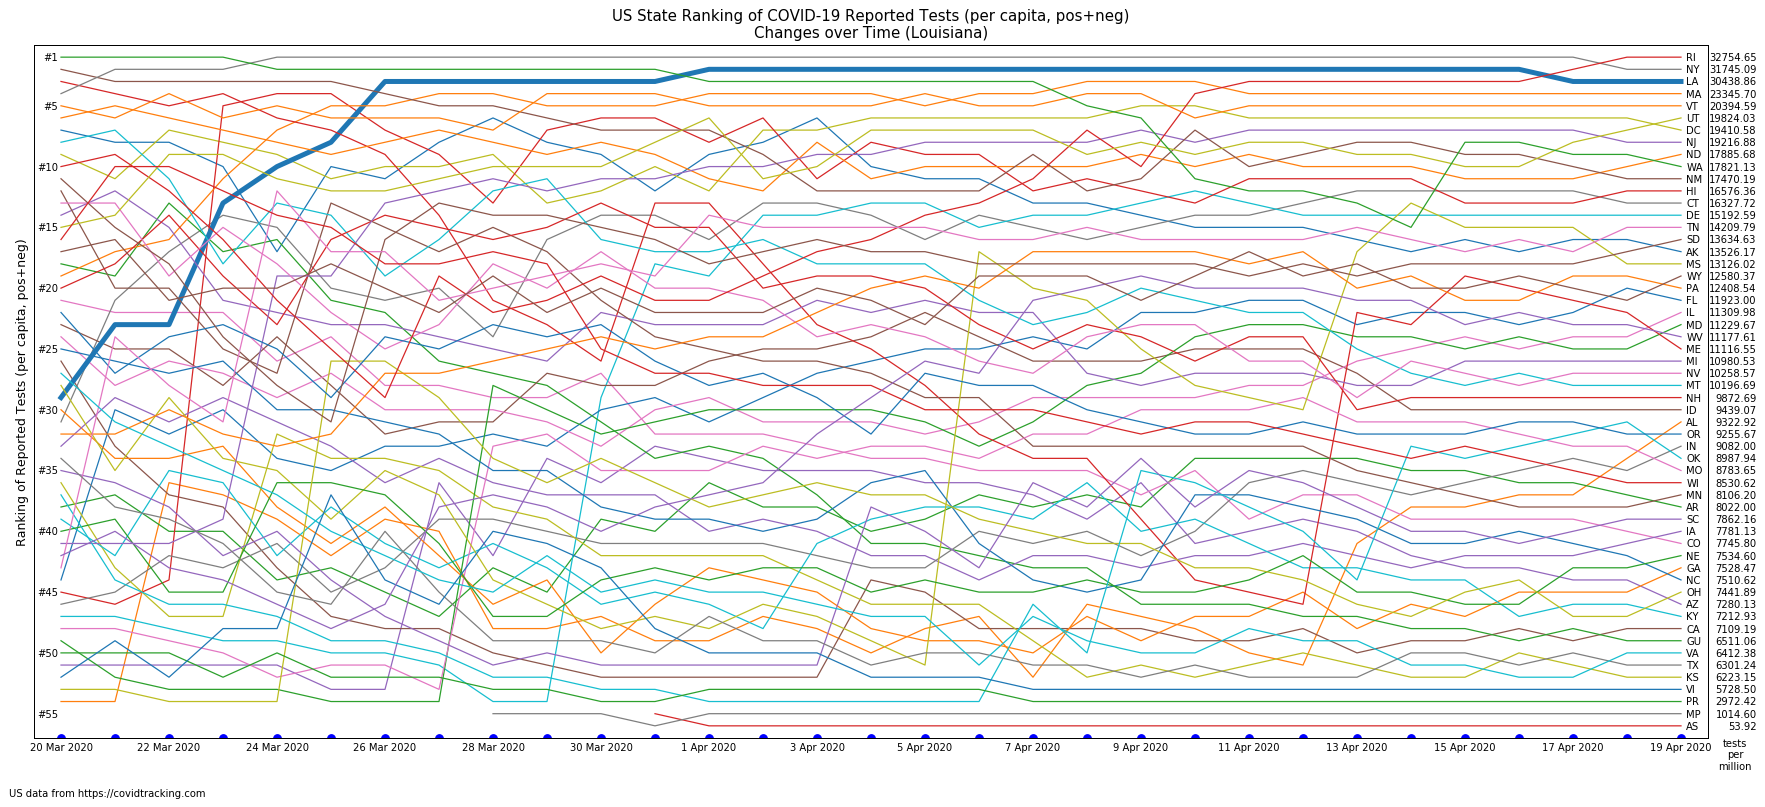 US State Ranking of COVID-19 Reported Tests (per capita, pos+neg)
Changes over Time (Louisiana)
Ranking of Reported Tests (per capita, pos+neg)
#1
#5
#10
#15
#20
#25
#30
#35
#40
#45
#50
#55
RI 32754.65
NY 31745.09
LA 30438.86
MA 23345.70
VT 20394.59
UT 19824.03
DC 19410.58
NJ 19216.88
ND 17885.68
WA 17821.13
NM 17470.19
HI 16576.36
CT 16327.72
DE 15192.59
TN 14209.79
SD 13634.63
AK 13526.17
MS 13126.02
WY 12580.37
PA 12408.54
FL 11923.00
IL 11309.98
MD 11229.67
WV 11177.61
ME 11116.55
MI 10980.53
NV 10258.57
MT 10196.69
NH 9872.69
ID 9439.07
AL 9322.92
OR 9255.67
IN 9082.00
OK 8987.94
MO 8783.65
WI 8530.62
MN 8106.20
AR 8022.00
SC 7862.16
IA 7781.13
CO 7745.80
NE 7534.60
GA 7528.47
NC 7510.62
OH 7441.89
AZ 7280.13
KY 7212.93
CA 7109.19
GU 6511.06
VA 6412.38
TX 6301.24
KS 6223.15
VI 5728.50
PR 2972.42
MP 1014.60
AS 53.92
20 Mar 2020 22 Mar 2020 24 Mar 2020 26 Mar 2020 28 Mar 2020 30 Mar 2020 1 Apr 2020 3 Apr 2020 5 Apr 2020 7 Apr 2020 9 Apr 2020 11 Apr 2020 13 Apr 2020 15 Apr 2020 17 Apr 2020 19 Apr 2020
tests
per
million
US data from https://covidtracking.com